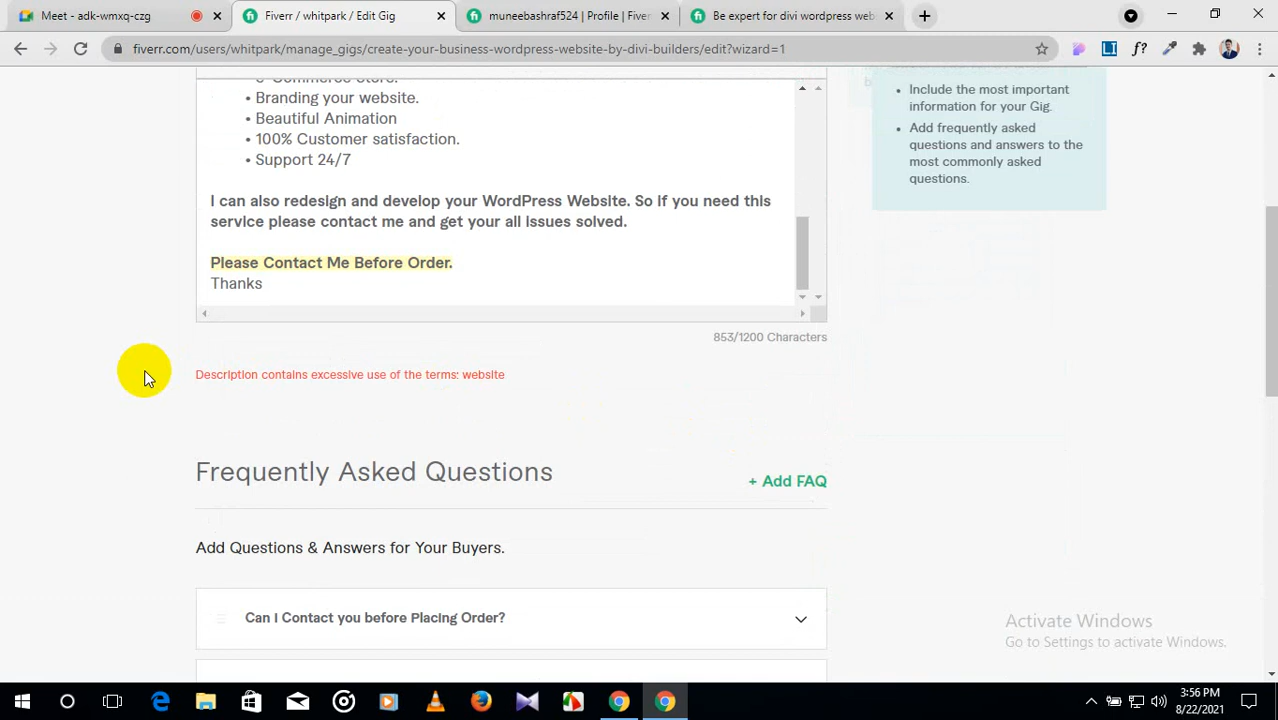 Meet - adk-wmxq-czg
Fiverr / whitpark / Edit Gig
muneebashraf524 | Profile | Fiverr
Be expert for divi wordpress web
fiverr.com/users/whitpark/manage_gigs/create-your-business-wordpress-website-by-divi-builders/edit?wizard=1
• Branding your website.
• Beautiful Animation
• 100% Customer satisfaction.
• Support 24/7
I can also redesign and develop your WordPress Website. So if you need this
service please contact me and get your all issues solved.
Please Contact Me Before Order.
Thanks
853/1200 Characters
Description contains excessive use of the terms: website
• Include the most important
information for your Gig.
• Add frequently asked
questions and answers to the
most commonly asked
questions.
Frequently Asked Questions
+ Add FAQ
Add Questions & Answers for Your Buyers.
Can I Contact you before Placing Order?
Activate Windows
Go to Settings to activate Windows.
3:56 PM
8/22/2021